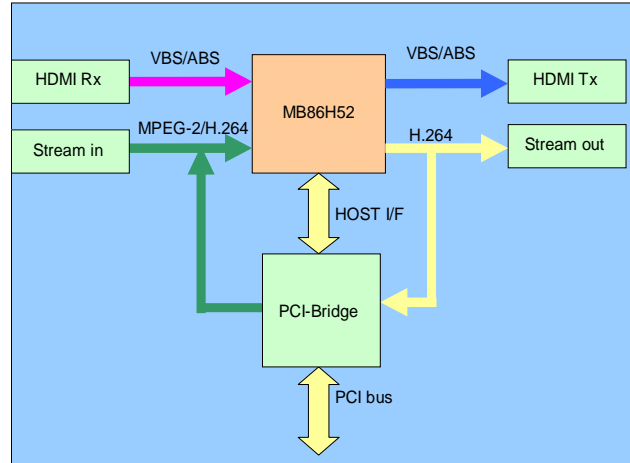 VBS/ABS
VBS/ABS
HDMI Rx
MB86H52
HDMI Tx
MPEG-2/H.264
H.264
Stream in
Stream out
HOST I/F
PCI-Bridge
PCI bus